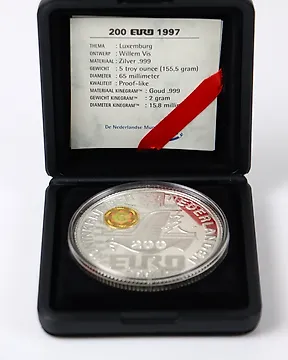 200 EURO 1997
THEMA : Luxemburg
ONTWERP : Willem Vis
MATERIAAL : Zilver .999
GEWICHT : 5 troy ounce (155,5 gram)
DIAMETER : 65 millimeter
KWALITEIT : Proof-like
MATERIAAL KINEGRAM™ : Goud .999
GEWICHT KINEGRAM™ : 2 gram
DIAMETER KINEGRAM™ : 15,8
De Nederlandse
NEDERLANDEN
200
EURO